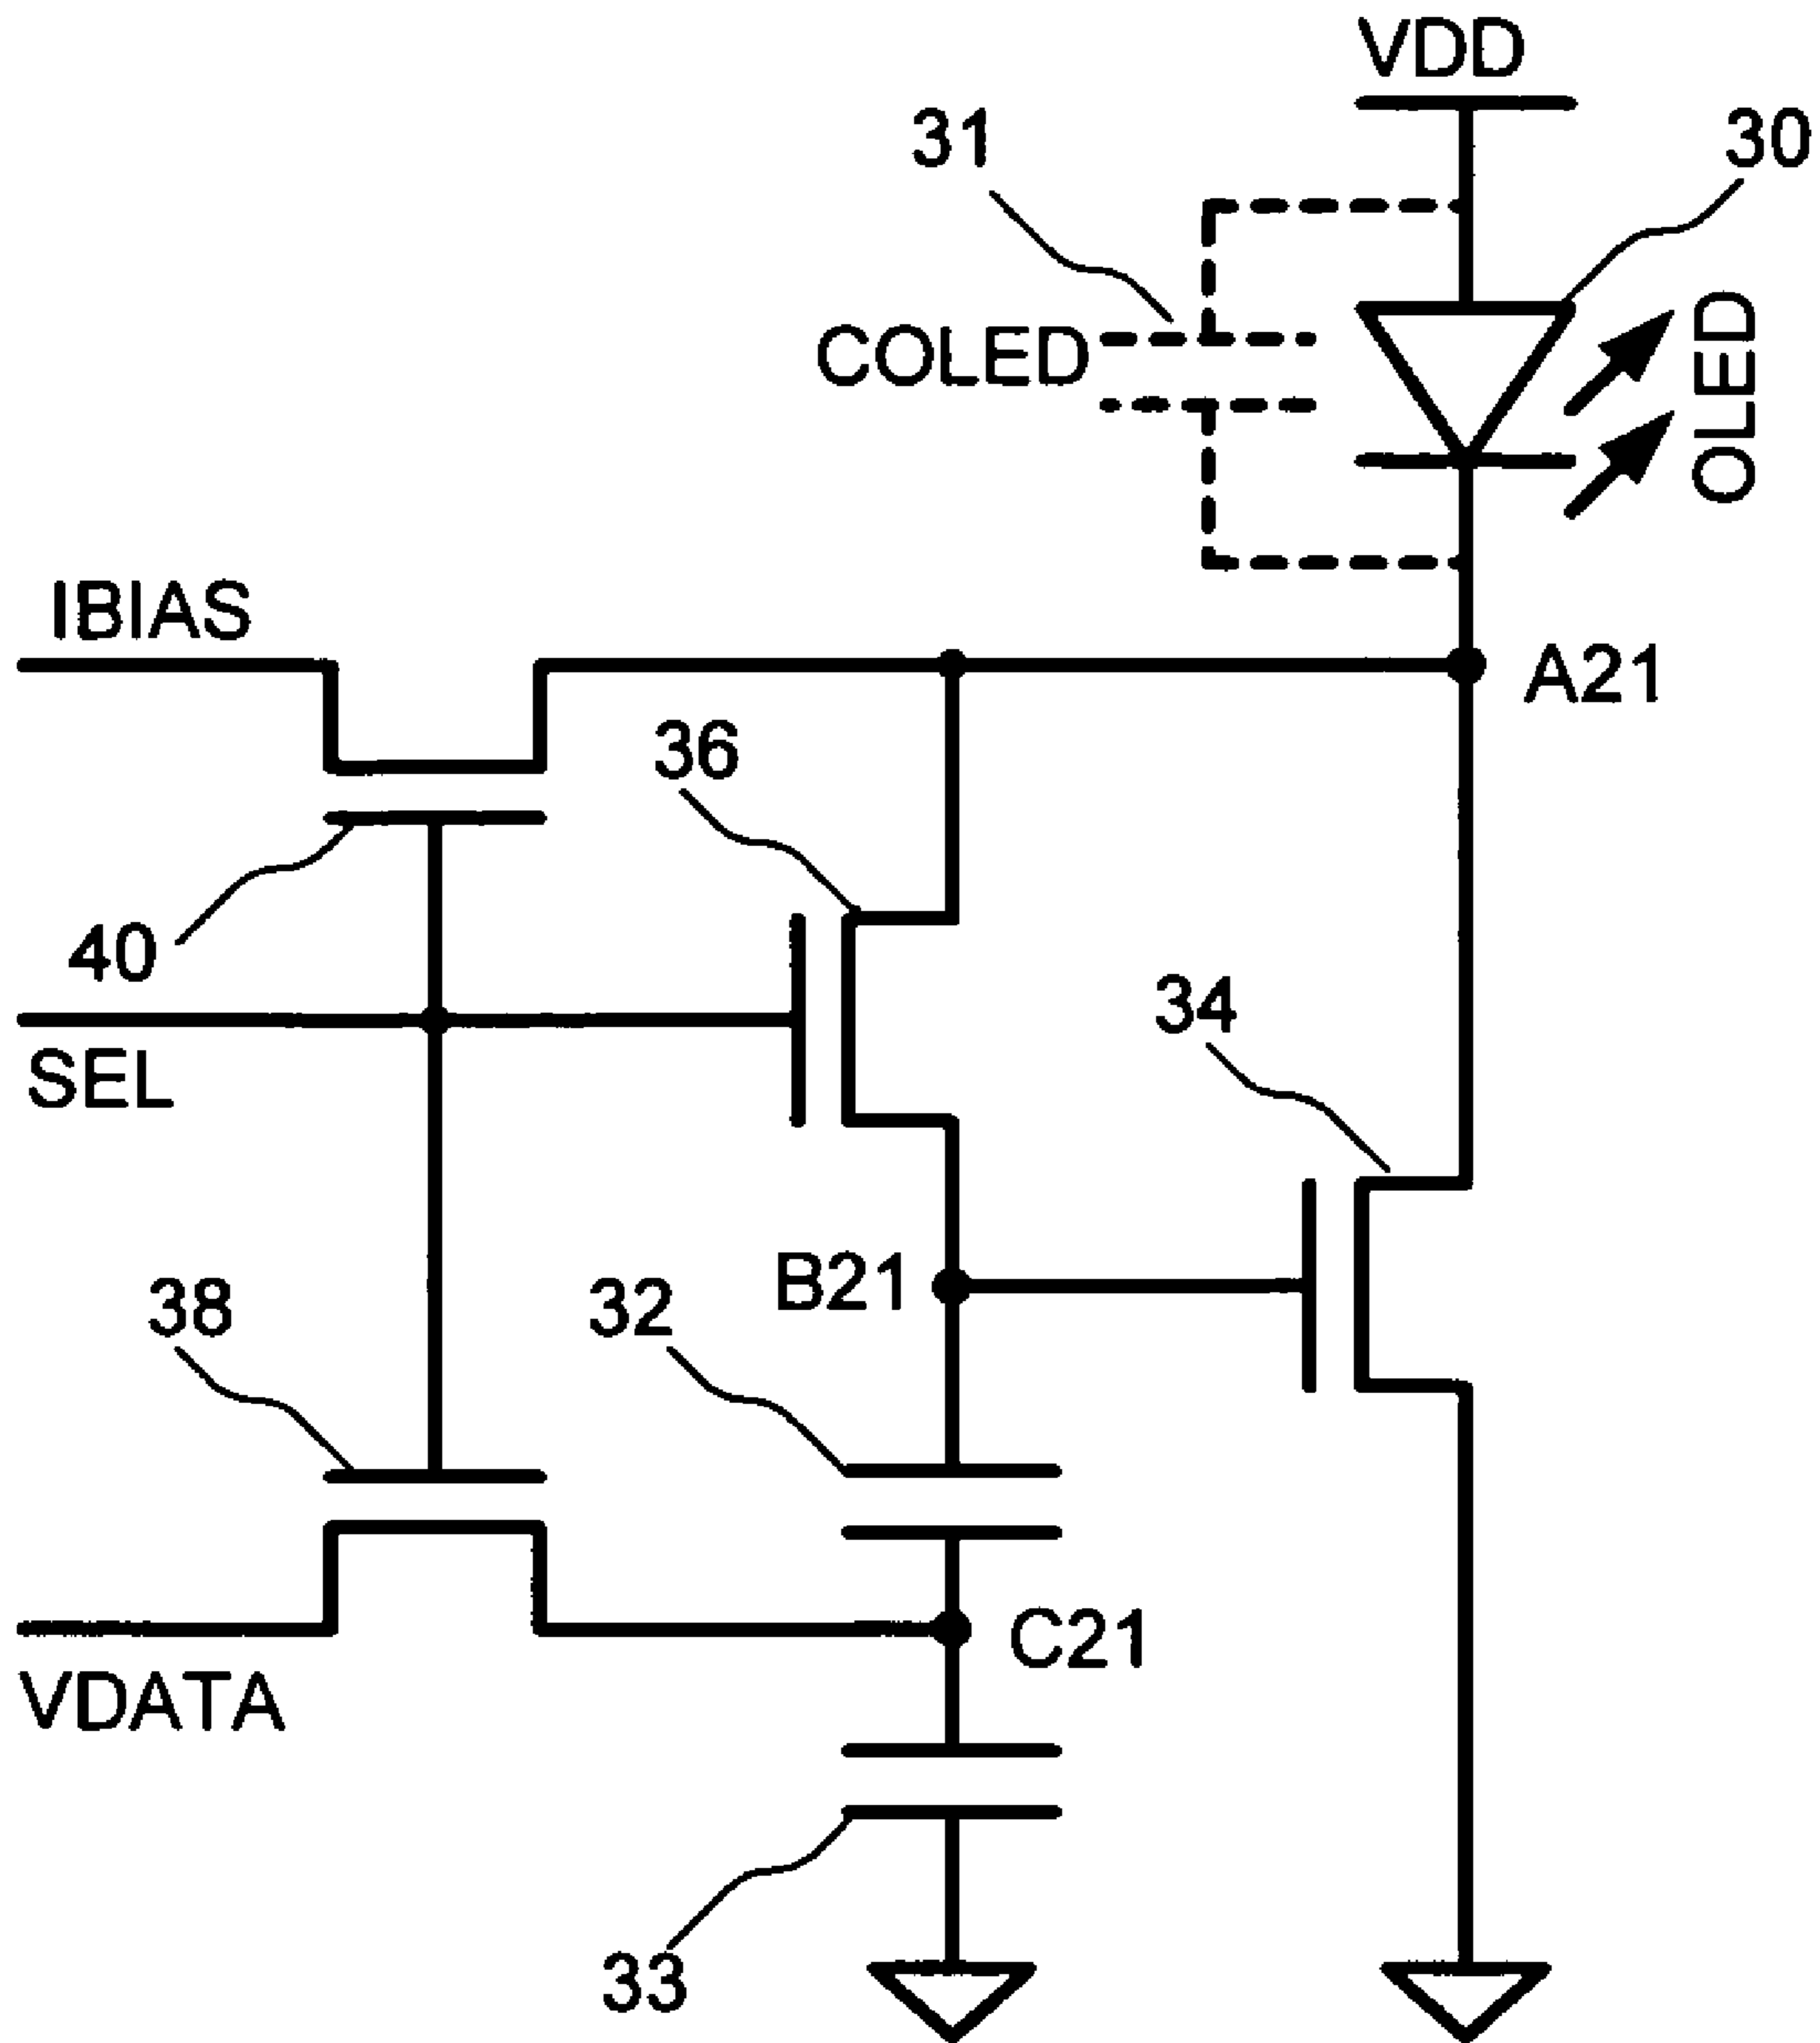 VDD
31
30
COLED
OLED
IBIAS
A21
36
40
34
SEL
B21
38
32
C21
VDATA
33